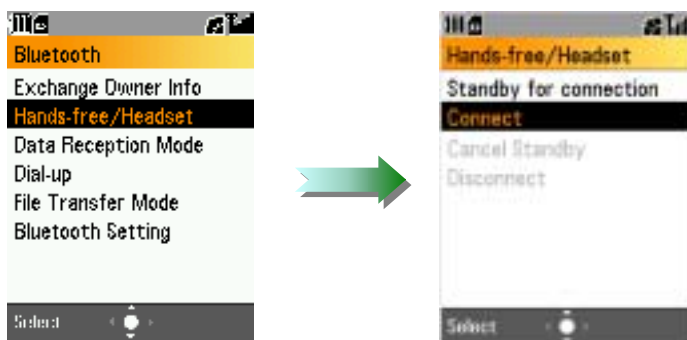 Bluetooth
Exchange Owner Info
Hands-free/Headset
Data Reception Mode
Dial-up
File Transfer Mode
Bluetooth Setting
Select
Hands-free/Headset
Standby for connection
Connect
Cancel Standby
Disconnect
Select